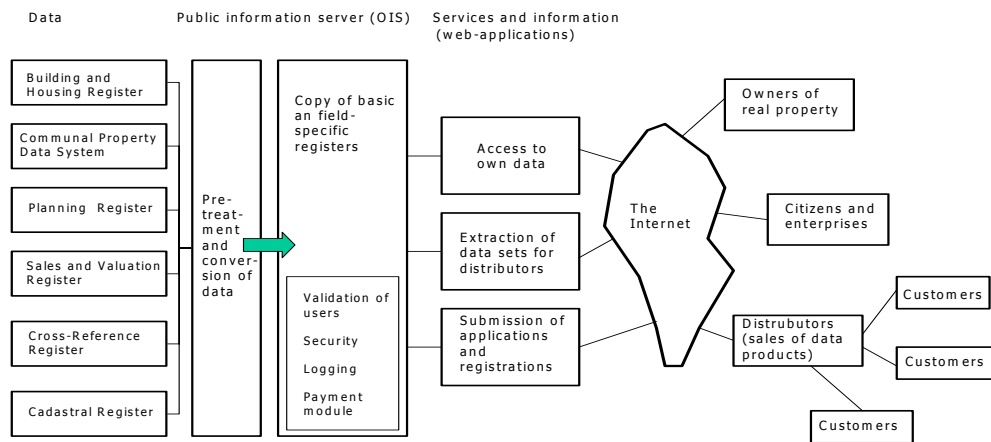 Data
Public information server (OIS)
Services and information
(web-applications)
Building and
Housing Register
Communal Property
Data System
Planning Register
Sales and Valuation
Register
Cross-Reference
Register
Cadastral Register
Pre-
treat-
ment
and
conver-
sion of
data
Copy of basic
an field-
specific
registers
Validation of
users
Security
Logging
Payment
module
Access to
own data
Extraction of
data sets for
distributors
Submission of
applications
and
registrations
The
Internet
Owners of
real property
Citizens and
enterprises
Distrubutors
(sales of data
products)
Customers
Customers
Customers